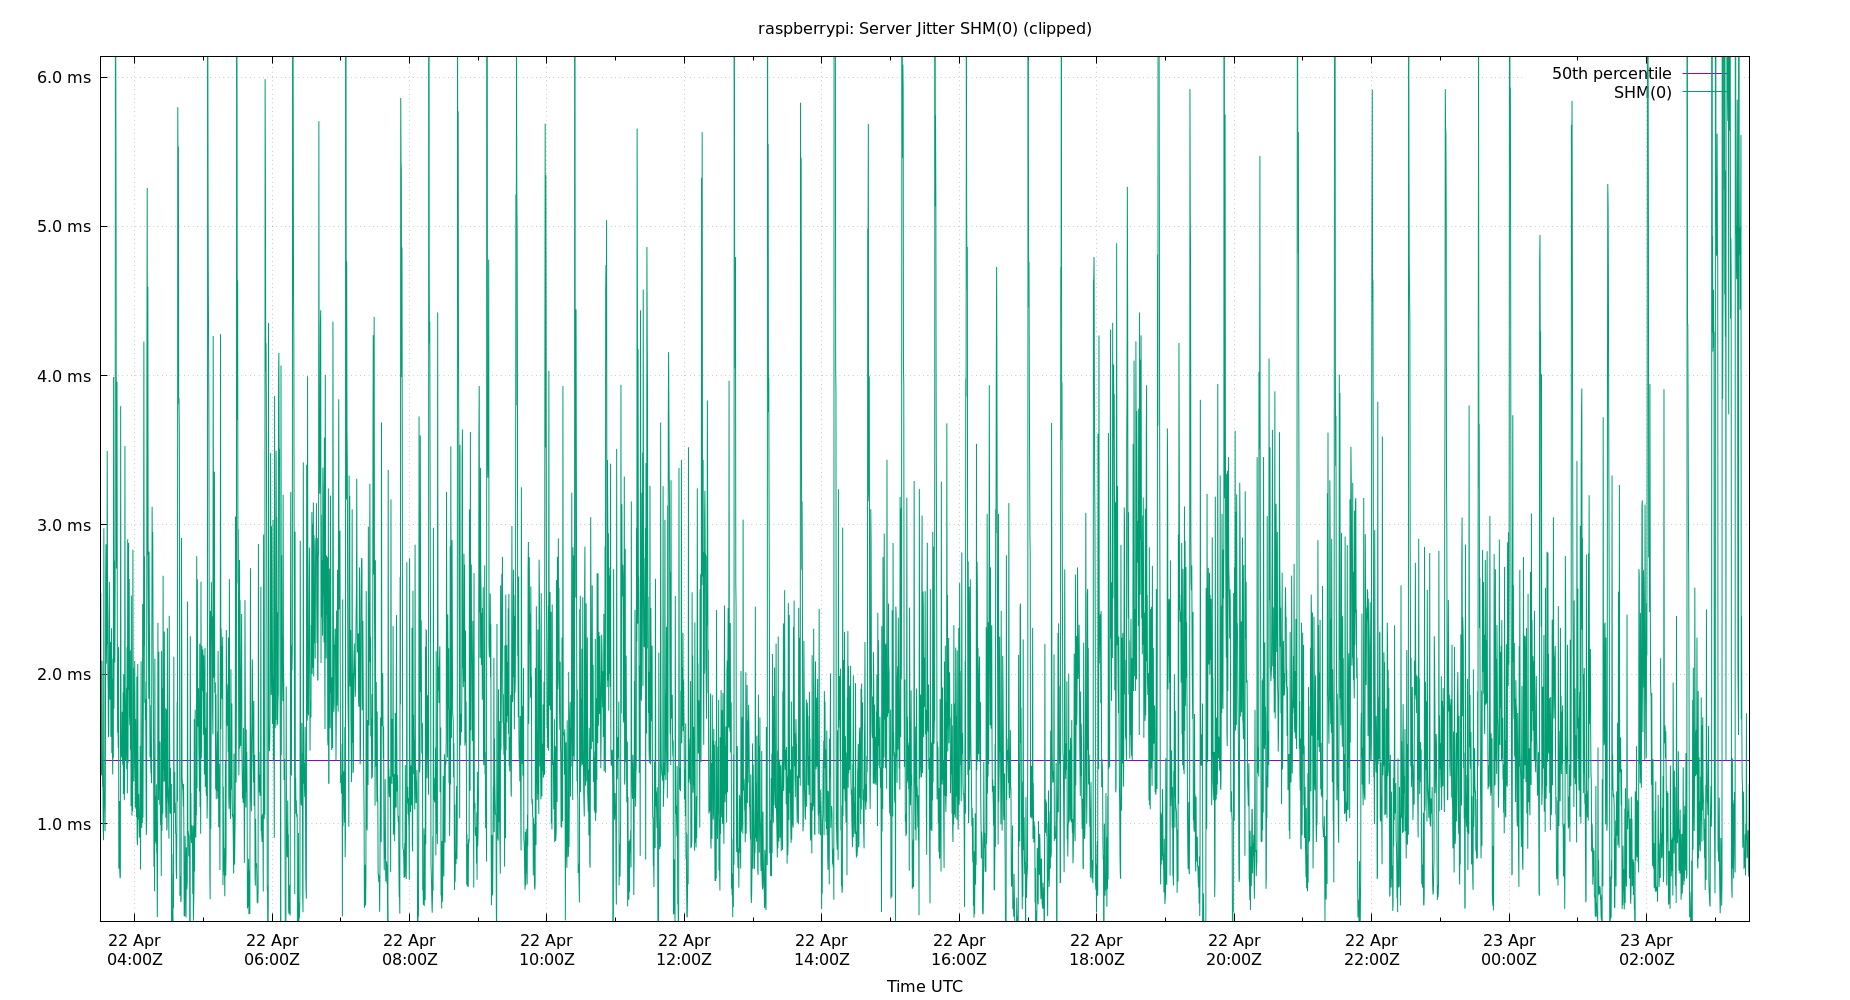 raspberrypi: Server Jitter SHM(0) (clipped)
50th percentile
SHM(0)
6.0 ms
5.0 ms
4.0 ms
3.0 ms
2.0 ms
1.0 ms
22 Apr 22 Apr 22 Apr 22 Apr 22 Apr 22 Apr 22 Apr 22 Apr 22 Apr 22 Apr 23 Apr 23 Apr
04:00Z 06:00Z 08:00Z 10:00Z 12:00Z 14:00Z 16:00Z 18:00Z 20:00Z 22:00Z 00:00Z 02:00Z
Time UTC